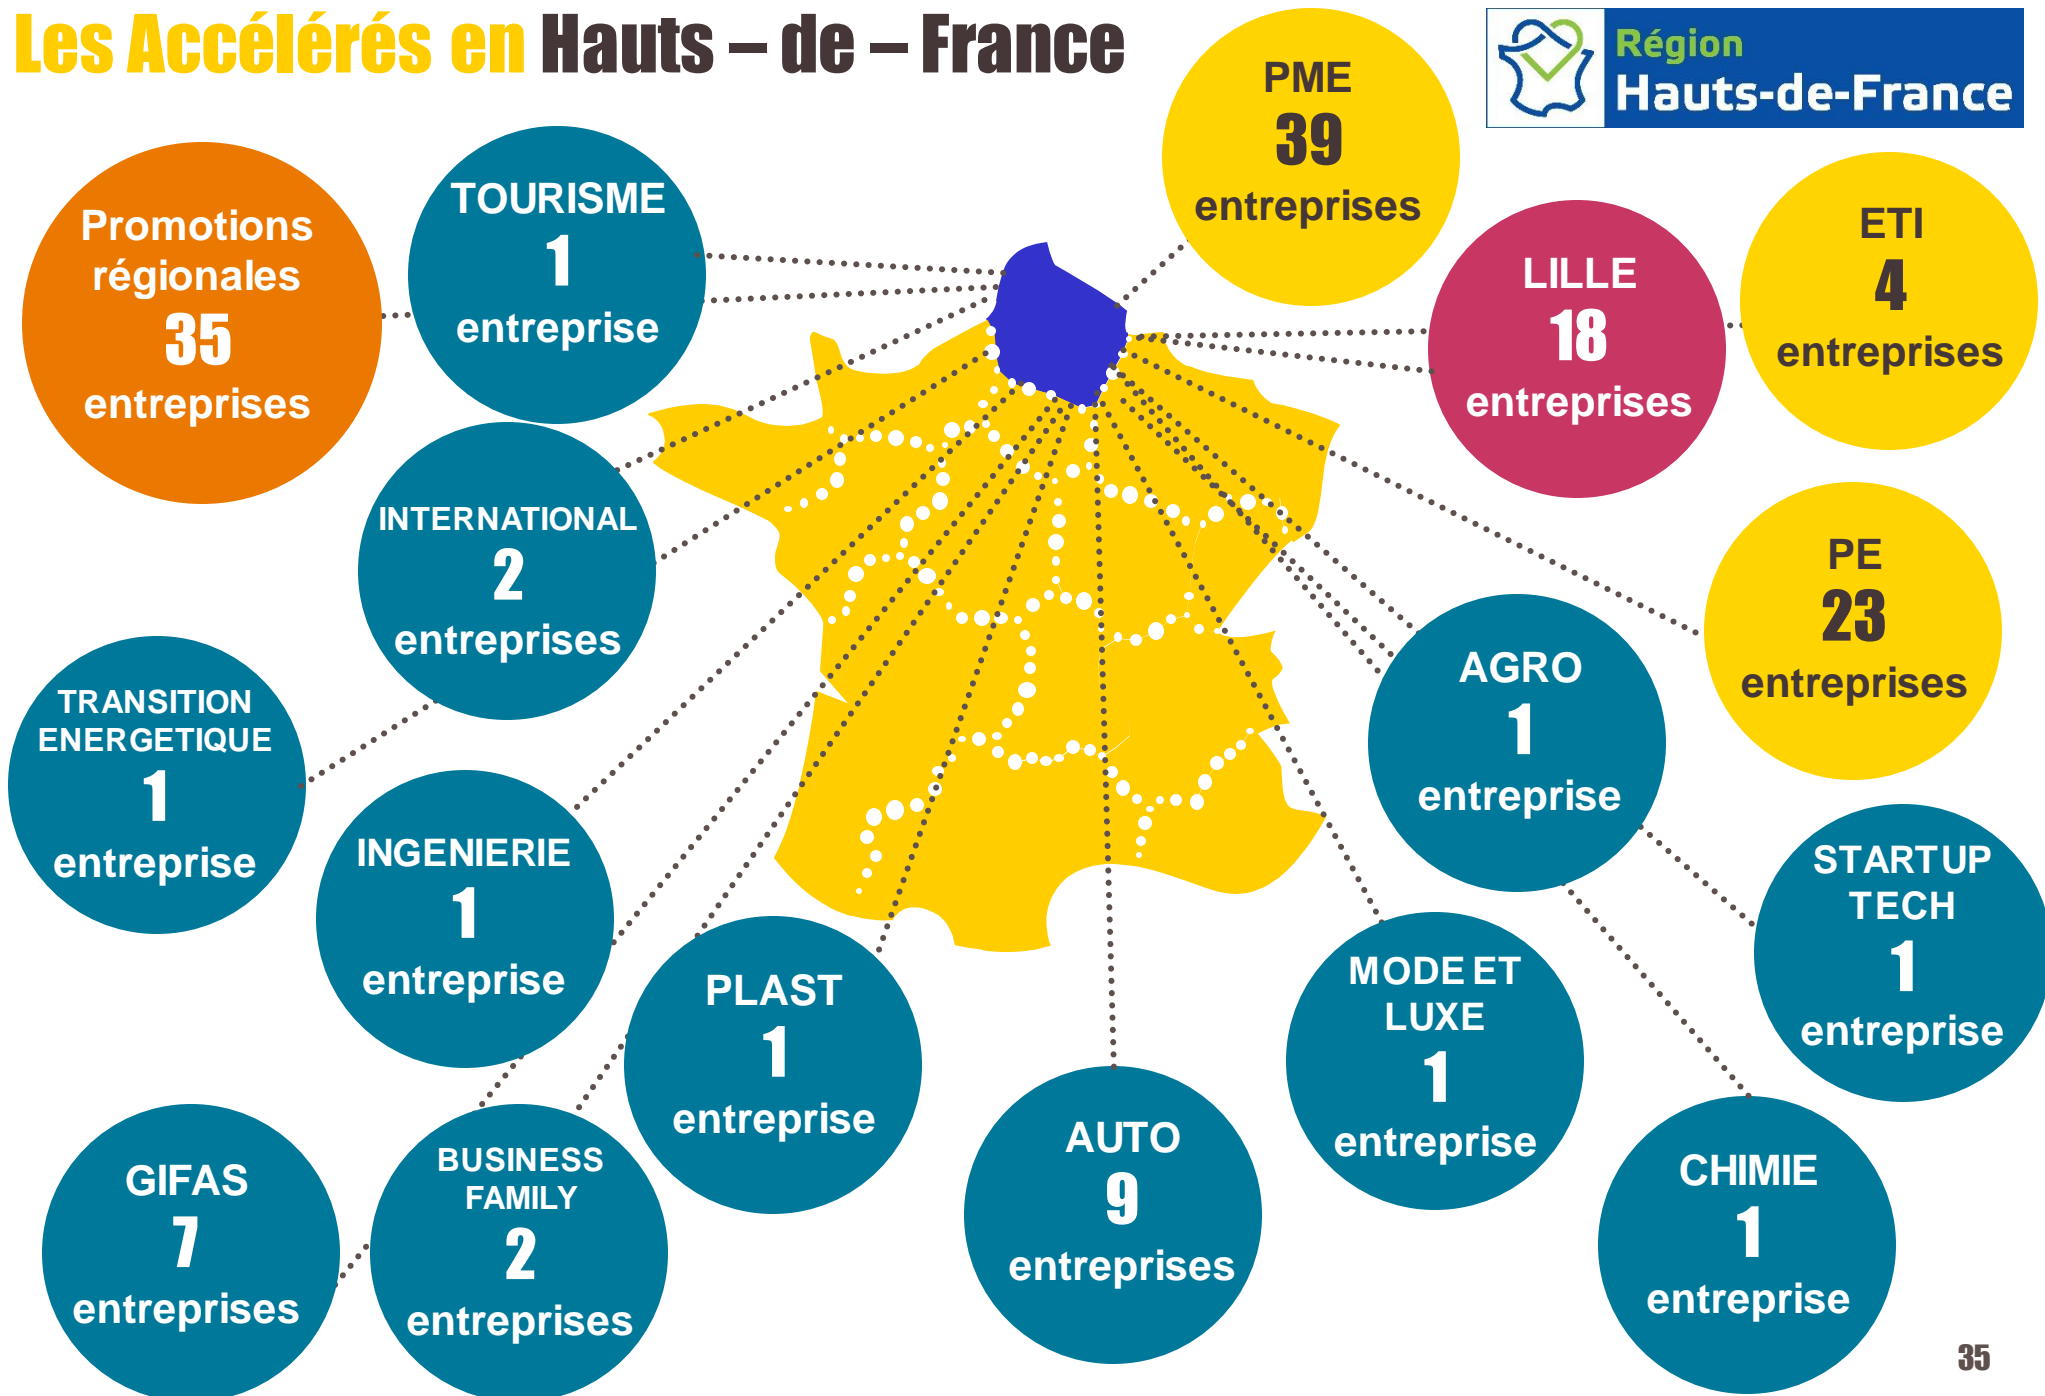 Les Accélérés en Hauts – de – France
Région
Hauts-de-France
PME
39
entreprises
Promotions
régionales
35
entreprises
TOURISME
1
entreprise
LILLE
18
entreprises
ETI
4
entreprises
INTERNATIONAL
2
entreprises
PE
23
entreprises
TRANSITION
ENERGETIQUE
1
entreprise
AGRO
1
entreprise
INGENIERIE
1
entreprise
STARTUP
TECH
1
entreprise
PLAST
1
entreprise
MODE ET
LUXE
1
entreprise
GIFAS
7
entreprises
BUSINESS
FAMILY
2
entreprises
AUTO
9
entreprises
CHIMIE
1
entreprise
35